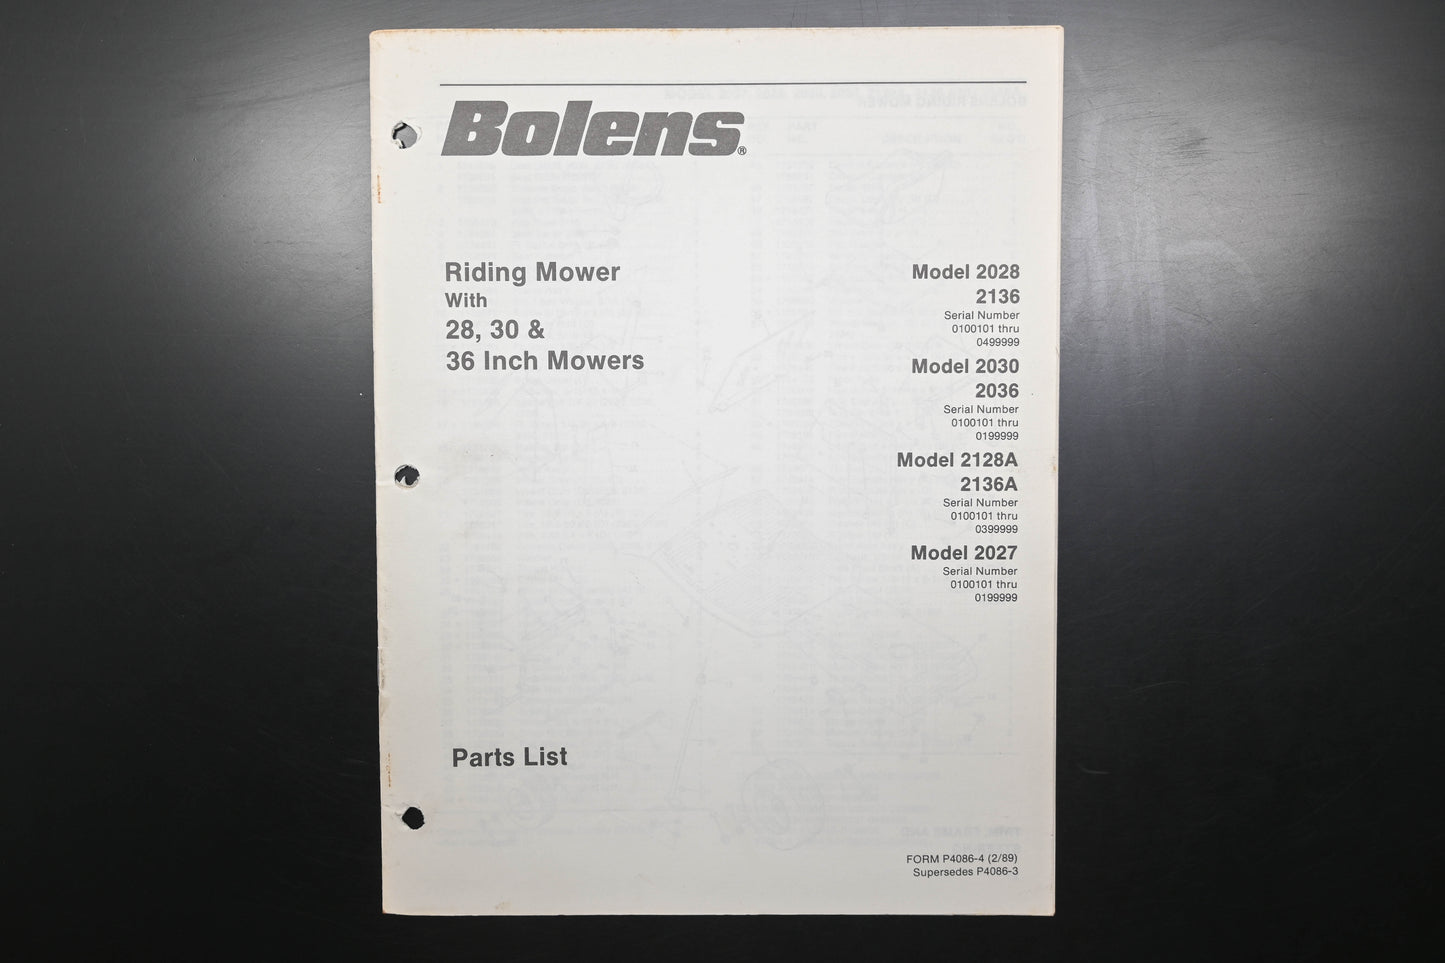 Bolens®
Riding Mower
With
28, 30 &
36 Inch Mowers
Model 2028
2136
Serial Number
0100101 thru
0499999
Model 2030
2036
Serial Number
0100101 thru
0199999
Model 2128A
2136A
Serial Number
0100101 thru
0399999
Model 2027
Serial Number
0100101 thru
0199999
Parts List
FORM P4086-4 (2/89)
Supersedes P4086-3